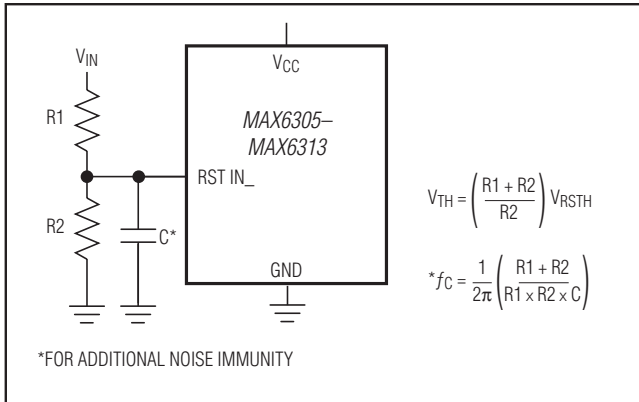 VIN
VCC
R1
MAX6305–
MAX6313
RST IN_
R2
C*
GND
VTH = ( R1 + R2 / R2 ) VRSTH
*fC = 1 / 2π ( R1 + R2 / R1 x R2 x C )
*FOR ADDITIONAL NOISE IMMUNITY